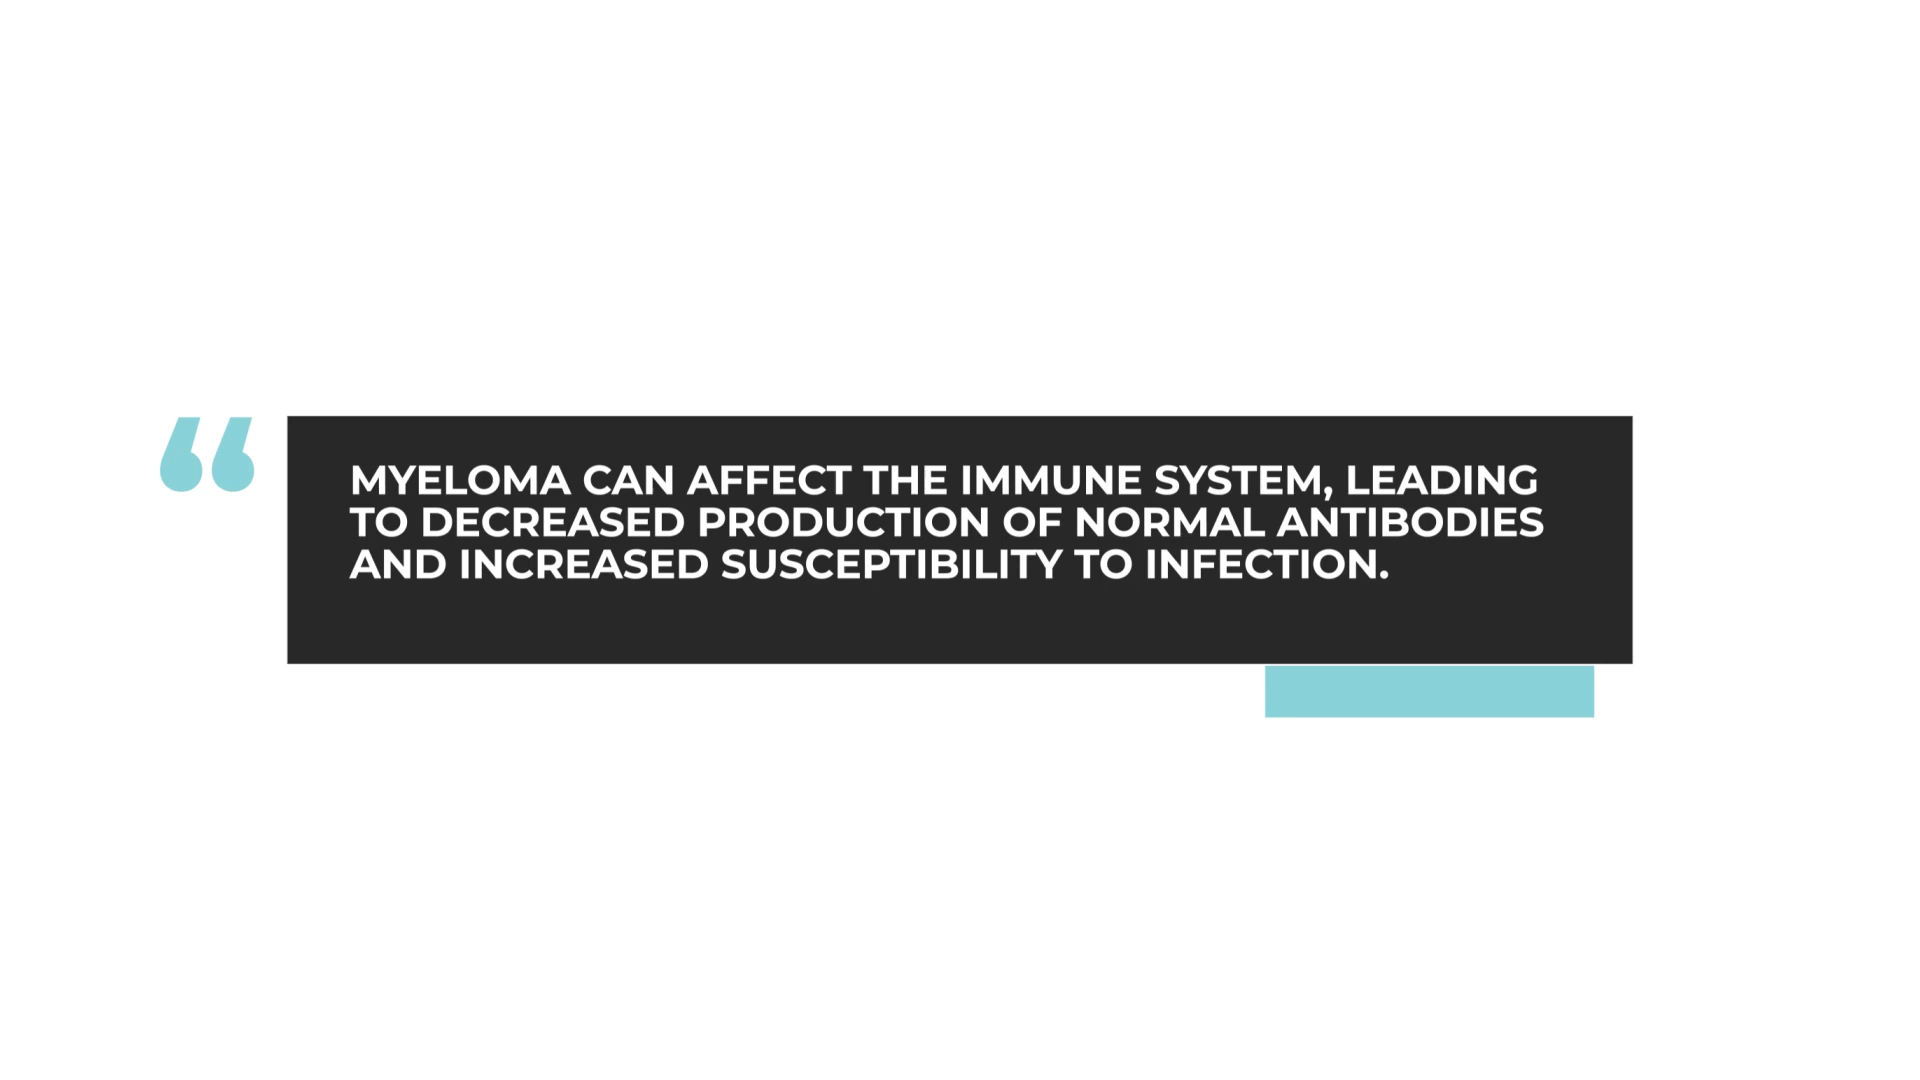 “
MYELOMA CAN AFFECT THE IMMUNE SYSTEM, LEADING
TO DECREASED PRODUCTION OF NORMAL ANTIBODIES
AND INCREASED SUSCEPTIBILITY TO INFECTION.